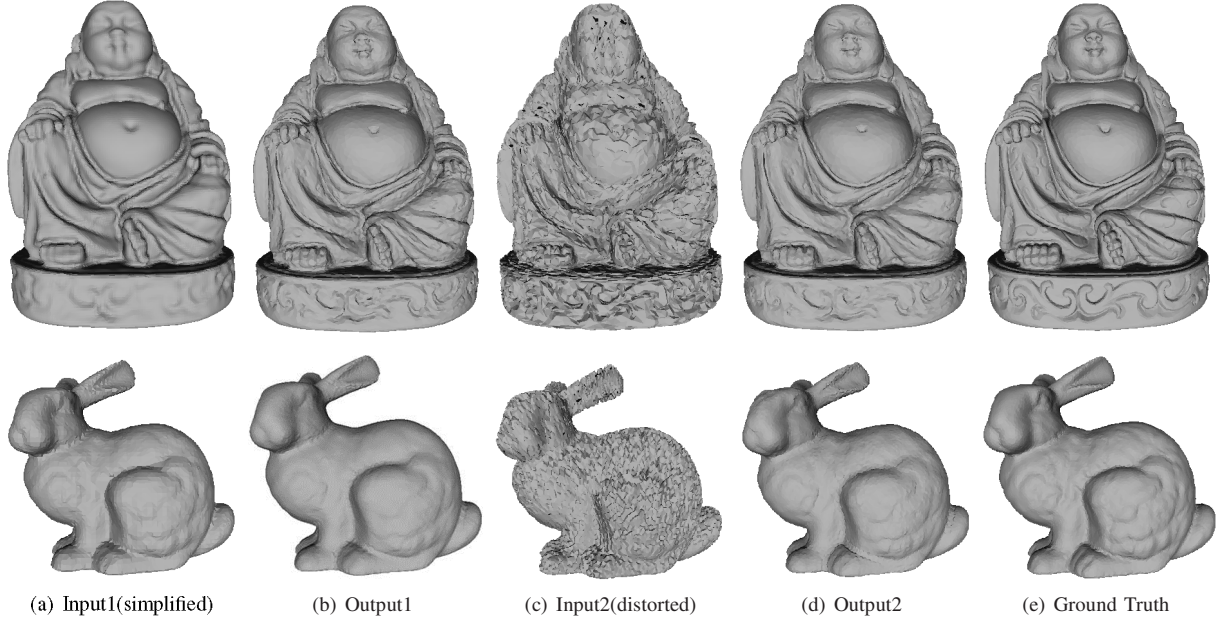 (a) Input1(simplified)
(b) Output1
(c) Input2(distorted)
(d) Output2
(e) Ground Truth